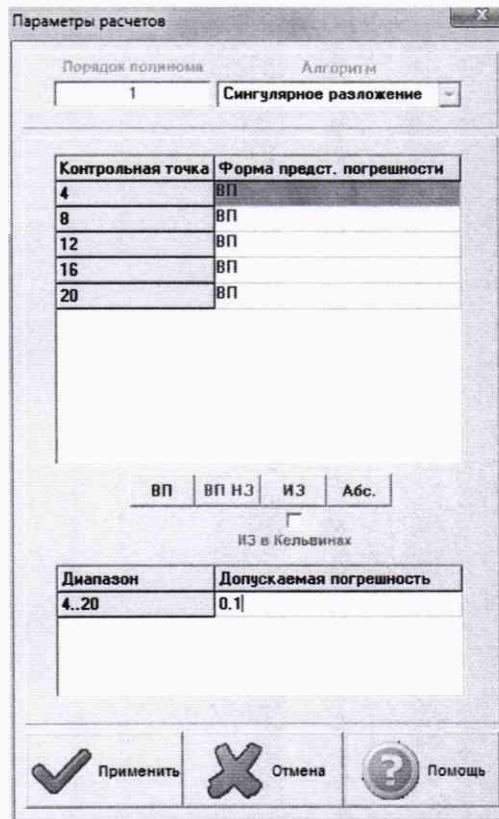 Параметры расчетов
Порядок полинома Алгоритм
1 Сингулярное разложение
Контрольная точка Форма предст. погрешности
4 ВП
8 ВП
12 ВП
16 ВП
20 ВП
ВП ВП НЗ ИЗ Абс.
ИЗ в Кельвинах
Диапазон Допускаемая погрешность
4..20 0.1
Применить Отмена ? Помощь